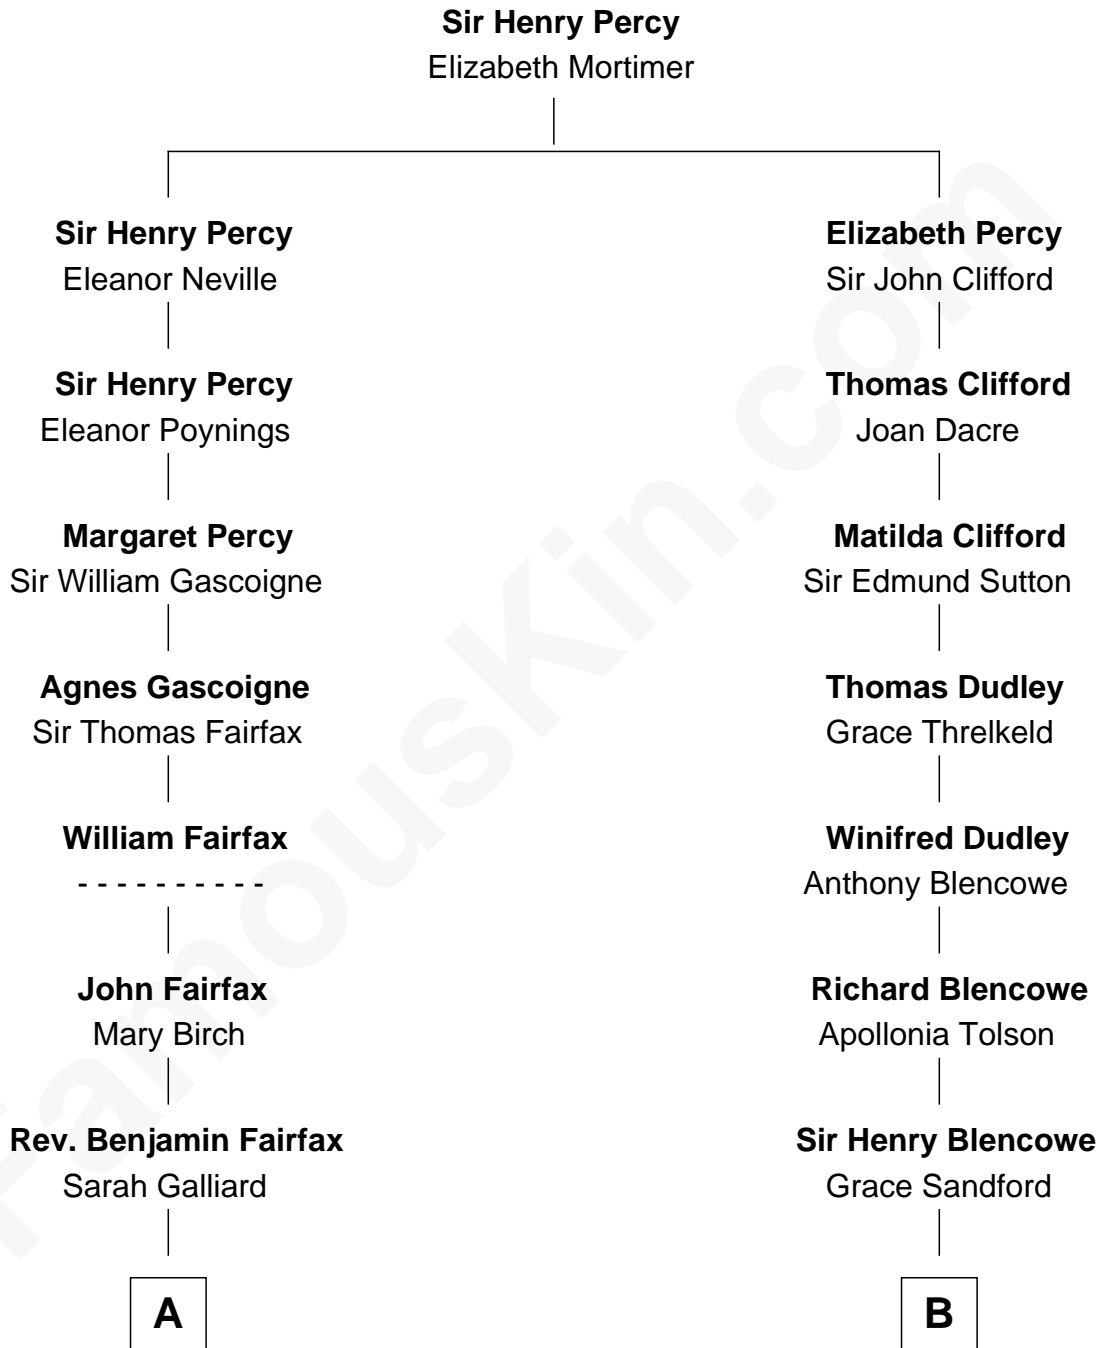 Sir Henry Percy
Elizabeth Mortimer
Sir Henry Percy
Eleanor Neville
Sir Henry Percy
Eleanor Poynings
Margaret Percy
Sir William Gascoigne
Agnes Gascoigne
Sir Thomas Fairfax
William Fairfax
- - - - - - - - - -
John Fairfax
Mary Birch
Rev. Benjamin Fairfax
Sarah Galliard
A
Elizabeth Percy
Sir John Clifford
Thomas Clifford
Joan Dacre
Matilda Clifford
Sir Edmund Sutton
Thomas Dudley
Grace Threlkeld
Winifred Dudley
Anthony Blencowe
Richard Blencowe
Apollonia Tolson
Sir Henry Blencowe
Grace Sandford
B
FamousKin.com